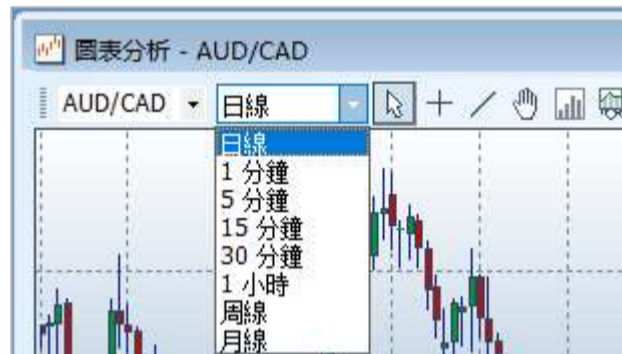 圖表分析 - AUD/CAD
AUD/CAD 日線
日線
1 分鐘
5 分鐘
15 分鐘
30 分鐘
1 小時
周線
月線